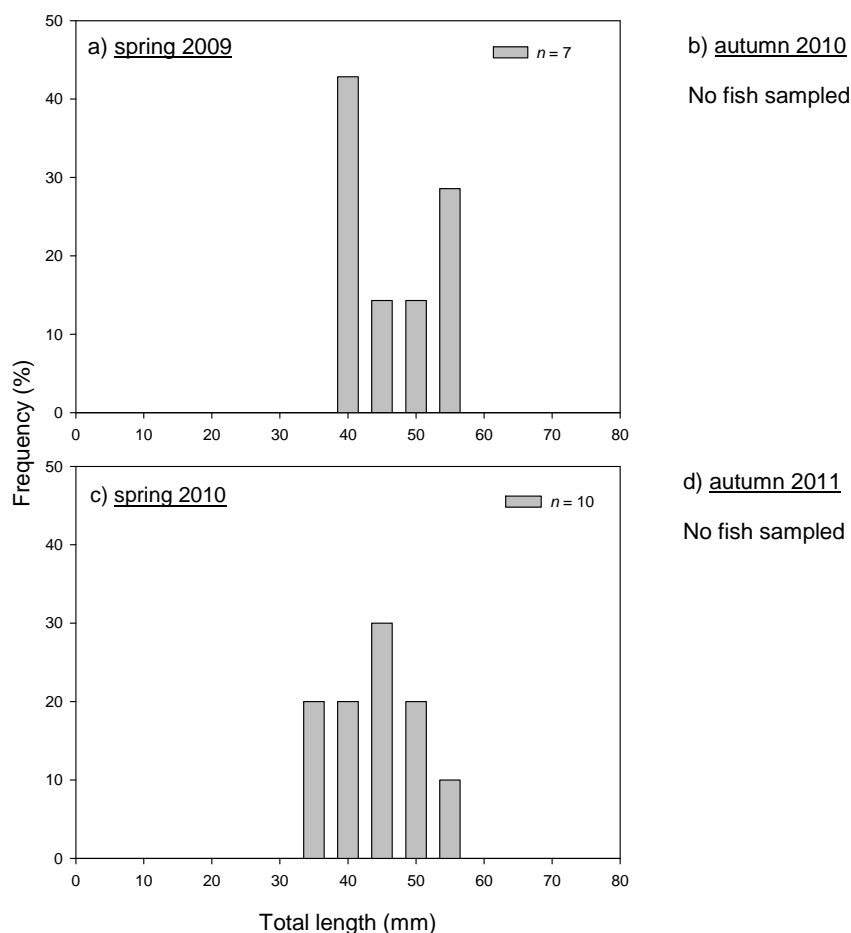 a) spring 2009
n = 7
b) autumn 2010
No fish sampled
50
40
30
20
10
0
0 10 20 30 40 50 60 70 80
Frequency (%)
c) spring 2010
n = 10
d) autumn 2011
No fish sampled
50
40
30
20
10
0
0 10 20 30 40 50 60 70 80
Total length (mm)